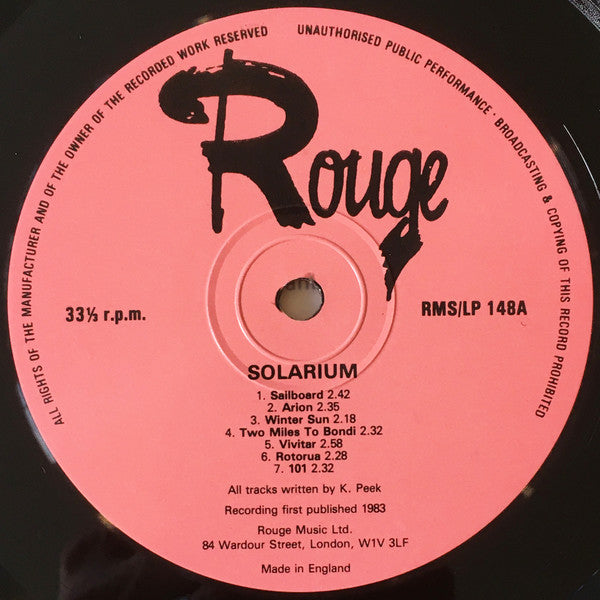 ALL RIGHTS OF THE MANUFACTURER AND OF THE OWNER OF THE RECORDED WORK RESERVED
UNAUTHORISED PUBLIC PERFORMANCE · BROADCASTING & COPYING OF THIS RECORD PROHIBITED
Rouge
33⅓ r.p.m.
RMS/LP 148A
SOLARIUM
1. Sailboard 2.42
2. Arion 2.35
3. Winter Sun 2.18
4. Two Miles To Bondi 2.32
5. Vivitar 2.58
6. Rotorua 2.28
7. 101 2.32
All tracks written by K. Peek
Recording first published 1983
Rouge Music Ltd.
84 Wardour Street, London, W1V 3LF
Made in England